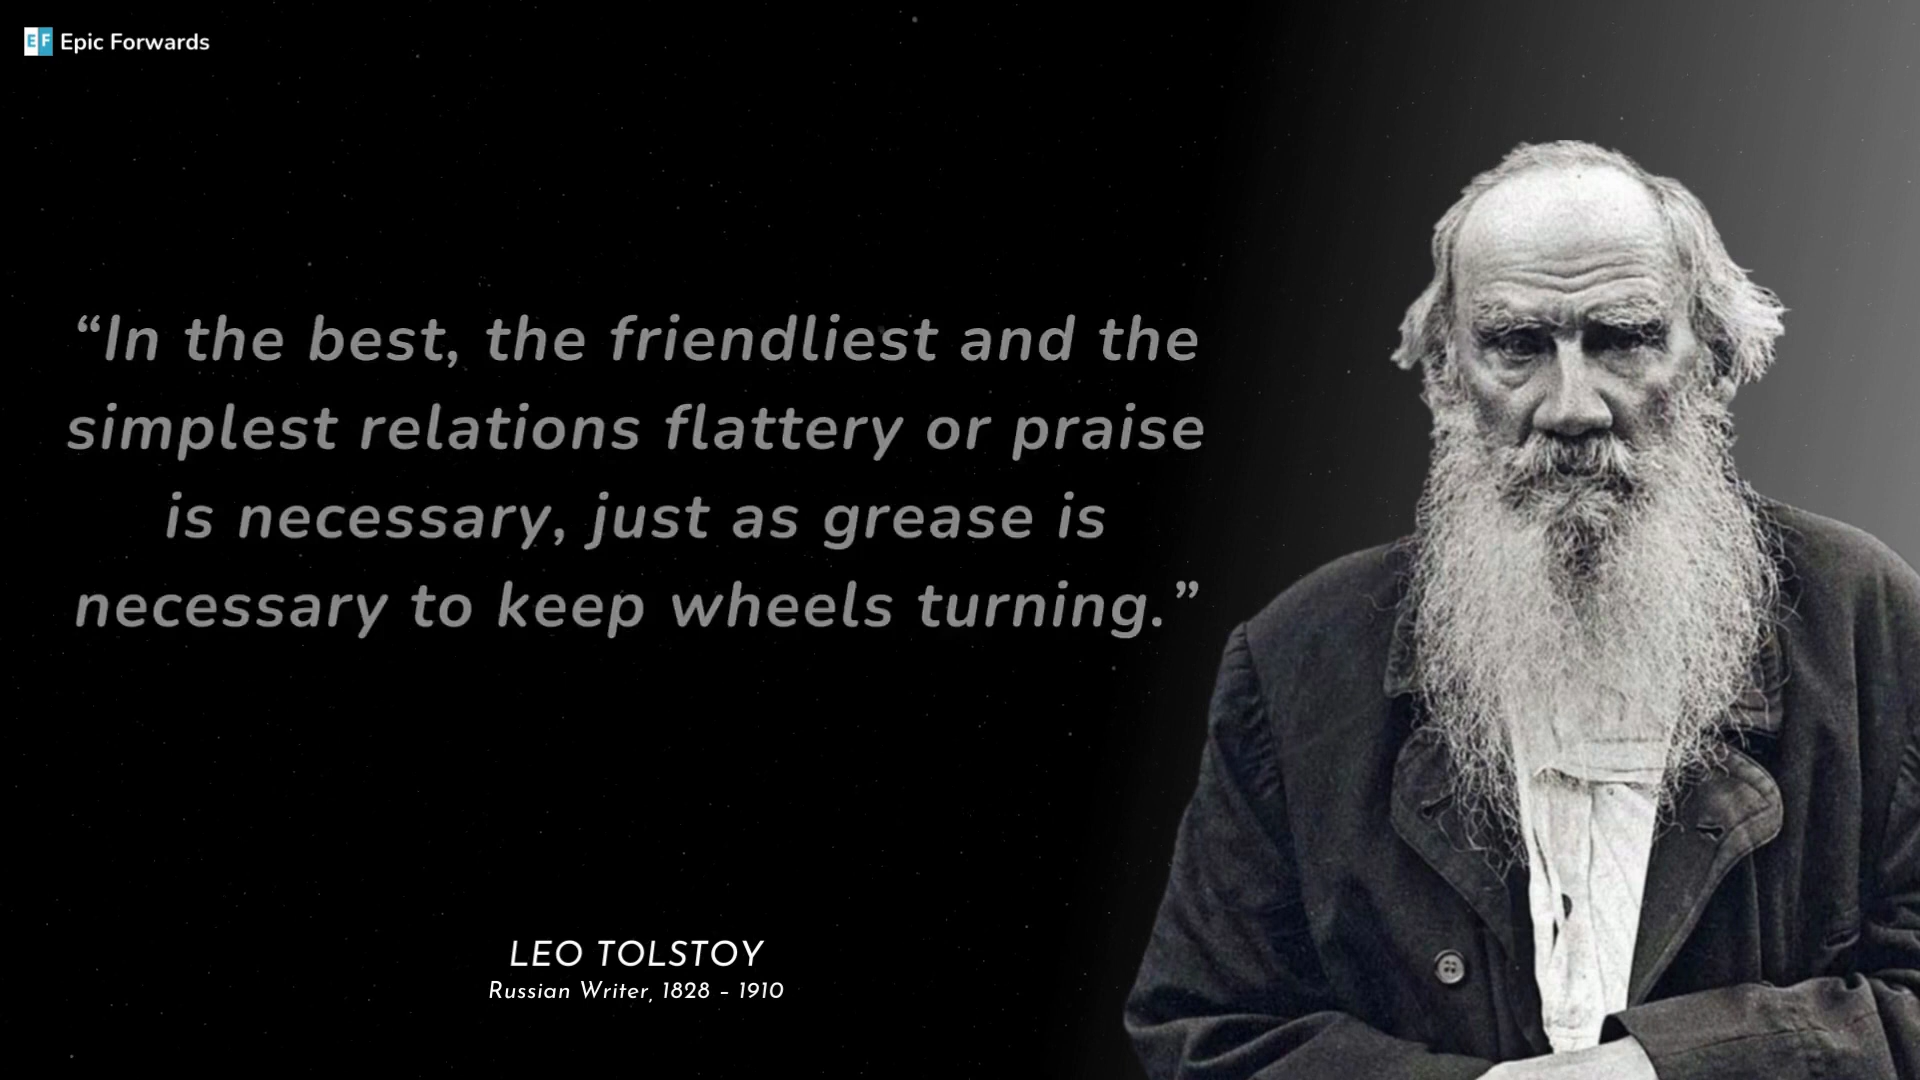 EF Epic Forwards
“In the best, the friendliest and the
simplest relations flattery or praise
is necessary, just as grease is
necessary to keep wheels turning.”
LEO TOLSTOY
Russian Writer, 1828 – 1910